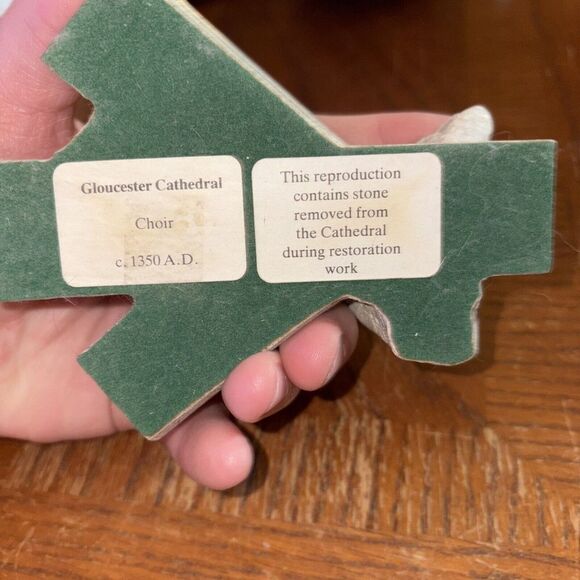 Gloucester Cathedral
Choir
c. 1350 A.D.
This reproduction
contains stone
removed from
the Cathedral
during restoration
work